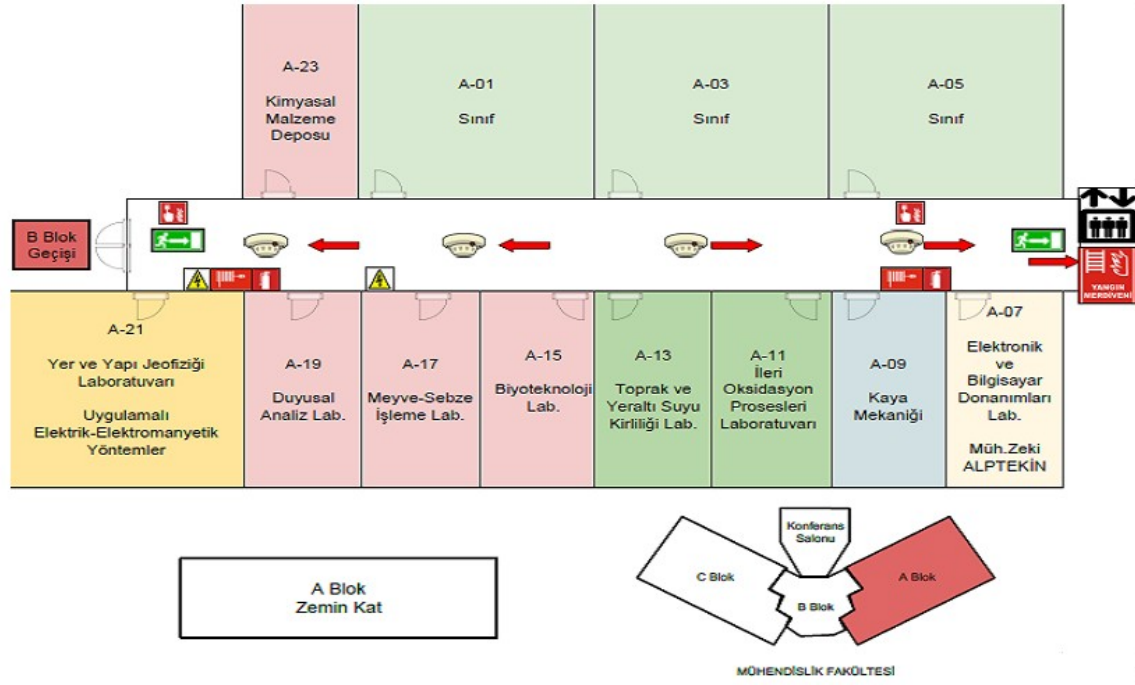 A-23
Kimyasal
Malzeme
Deposu
A-01
Sınıf
A-03
Sınıf
A-05
Sınıf
B Blok
Geçişi
YANGIN
MERDİVENİ
A-21
Yer ve Yapı Jeofiziği
Laboratuvarı
Uygulamalı
Elektrik-Elektromanyetik
Yöntemler
A-19
Duyusal
Analiz Lab.
A-17
Meyve-Sebze
İşleme Lab.
A-15
Biyoteknoloji
Lab.
A-13
Toprak ve
Yeraltı Suyu
Kirliliği Lab.
A-11
İleri
Oksidasyon
Prosesleri
Laboratuvarı
A-09
Kaya
Mekaniği
A-07
Elektronik
ve
Bilgisayar
Donanımları
Lab.
Müh.Zeki
ALPTEKİN
A Blok
Zemin Kat
Konferans
Salonu
C Blok
B Blok
A Blok
MÜHENDİSLİK FAKÜLTESİ